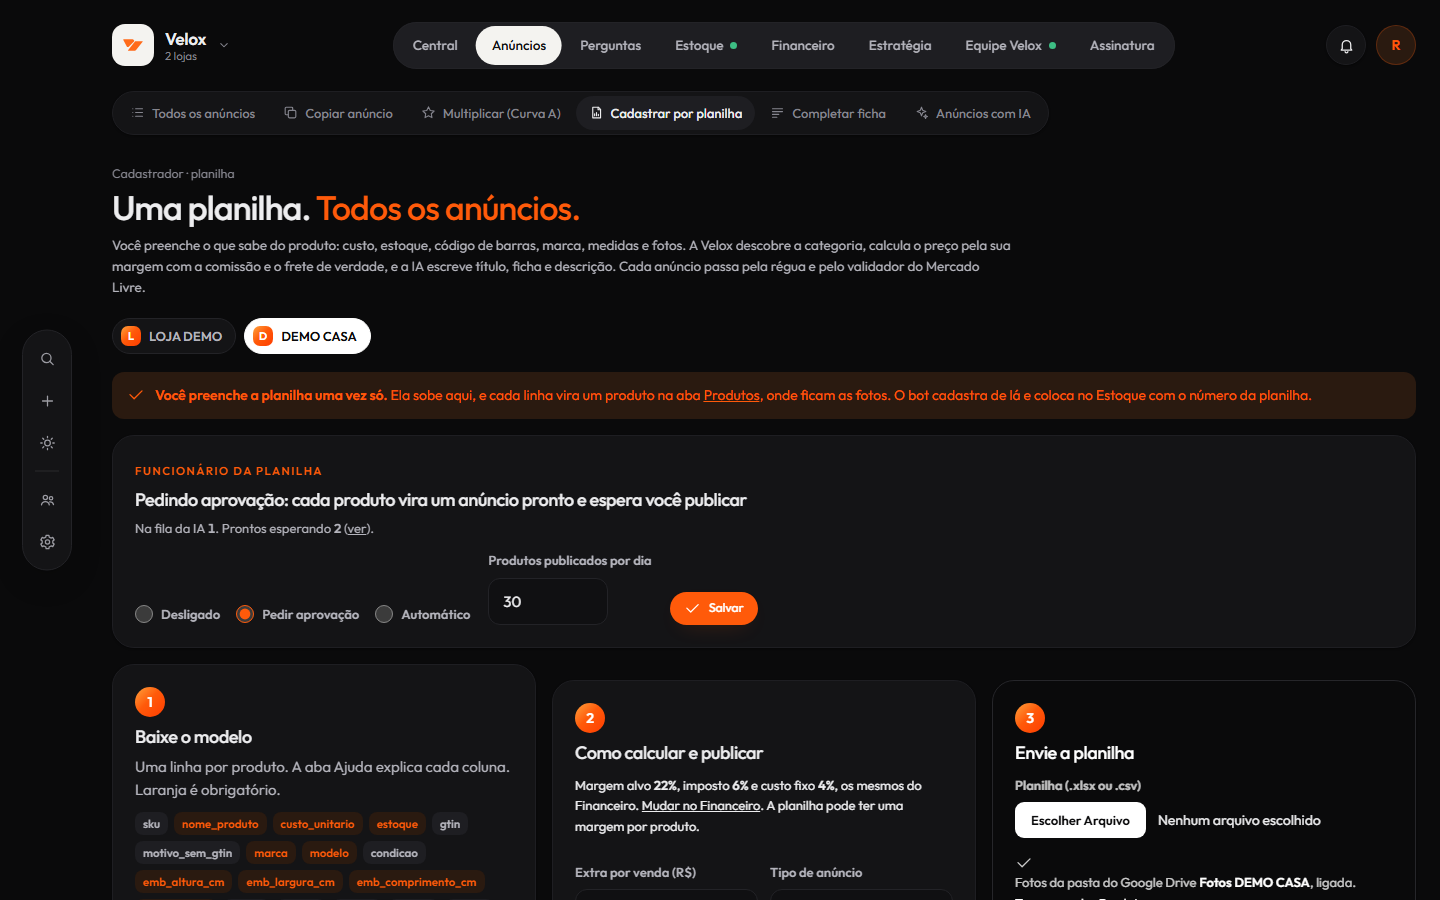 Velox
2 lojas
Central
Anúncios
Perguntas
Estoque
Financeiro
Estratégia
Equipe Velox
Assinatura
R
Todos os anúncios
Copiar anúncio
Multiplicar (Curva A)
Cadastrar por planilha
Completar ficha
Anúncios com IA
Cadastrador · planilha
Uma planilha. Todos os anúncios.
Você preenche o que sabe do produto: custo, estoque, código de barras, marca, medidas e fotos. A Velox descobre a categoria, calcula o preço pela sua
margem com a comissão e o frete de verdade, e a IA escreve título, ficha e descrição. Cada anúncio passa pela régua e pelo validador do Mercado
Livre.
L LOJA DEMO
D DEMO CASA
Você preenche a planilha uma vez só. Ela sobe aqui, e cada linha vira um produto na aba Produtos, onde ficam as fotos. O bot cadastra de lá e coloca no Estoque com o número da planilha.
FUNCIONÁRIO DA PLANILHA
Pedindo aprovação: cada produto vira um anúncio pronto e espera você publicar
Na fila da IA 1. Prontos esperando 2 (ver).
Produtos publicados por dia
Desligado
Pedir aprovação
Automático
30
Salvar
1
Baixe o modelo
Uma linha por produto. A aba Ajuda explica cada coluna.
Laranja é obrigatório.
sku nome_produto custo_unitario estoque gtin
motivo_sem_gtin marca modelo condicao
emb_altura_cm emb_largura_cm emb_comprimento_cm
2
Como calcular e publicar
Margem alvo 22%, imposto 6% e custo fixo 4%, os mesmos do
Financeiro. Mudar no Financeiro. A planilha pode ter uma
margem por produto.
Extra por venda (R$)
Tipo de anúncio
3
Envie a planilha
Planilha (.xlsx ou .csv)
Escolher Arquivo
Nenhum arquivo escolhido
Fotos da pasta do Google Drive Fotos DEMO CASA, ligada.